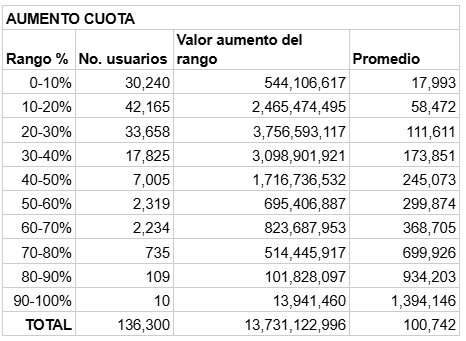 AUMENTO CUOTA
Rango % No. usuarios Valor aumento del rango Promedio
0-10% 30,240 544,106,617 17,993
10-20% 42,165 2,465,474,495 58,472
20-30% 33,658 3,756,593,117 111,611
30-40% 17,825 3,098,901,921 173,851
40-50% 7,005 1,716,736,532 245,073
50-60% 2,319 695,406,887 299,874
60-70% 2,234 823,687,953 368,705
70-80% 735 514,445,917 699,926
80-90% 109 101,828,097 934,203
90-100% 10 13,941,460 1,394,146
TOTAL 136,300 13,731,122,996 100,742